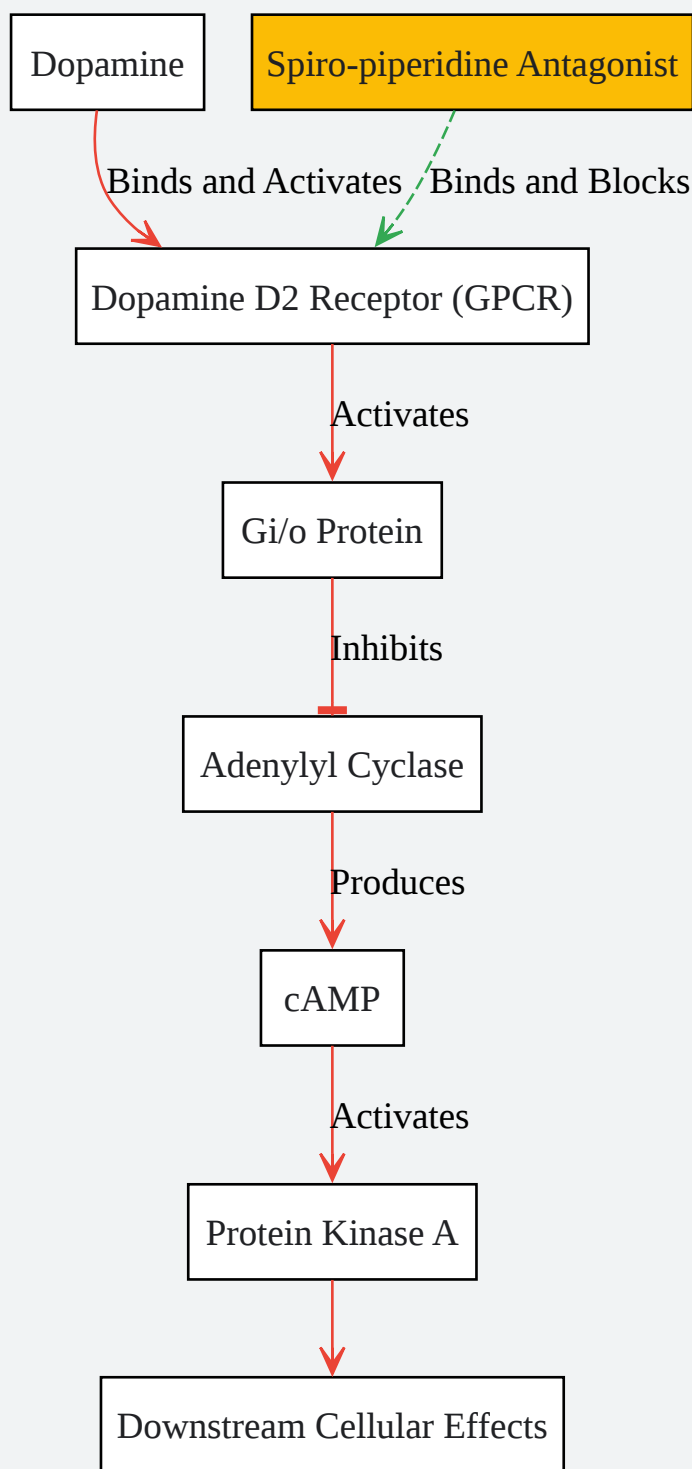 Dopamine
Spiro-piperidine Antagonist
Binds and Activates
Binds and Blocks
Dopamine D2 Receptor (GPCR)
Activates
Gi/o Protein
Inhibits
Adenylyl Cyclase
Produces
cAMP
Activates
Protein Kinase A
Downstream Cellular Effects